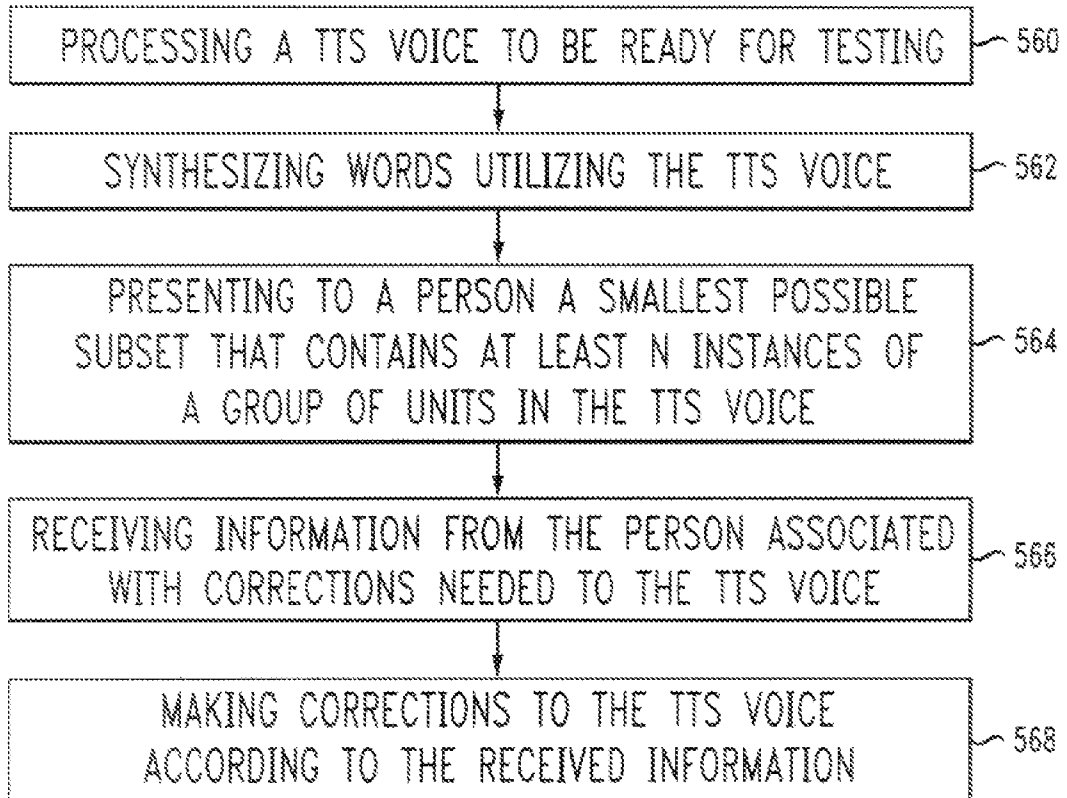 PROCESSING A TTS VOICE TO BE READY FOR TESTING 560
SYNTHESIZING WORDS UTILIZING THE TTS VOICE 562
PRESENTING TO A PERSON A SMALLEST POSSIBLE
SUBSET THAT CONTAINS AT LEAST N INSTANCES OF 564
A GROUP OF UNITS IN THE TTS VOICE
RECEIVING INFORMATION FROM THE PERSON ASSOCIATED 566
WITH CORRECTIONS NEEDED TO THE TTS VOICE
MAKING CORRECTIONS TO THE TTS VOICE 568
ACCORDING TO THE RECEIVED INFORMATION